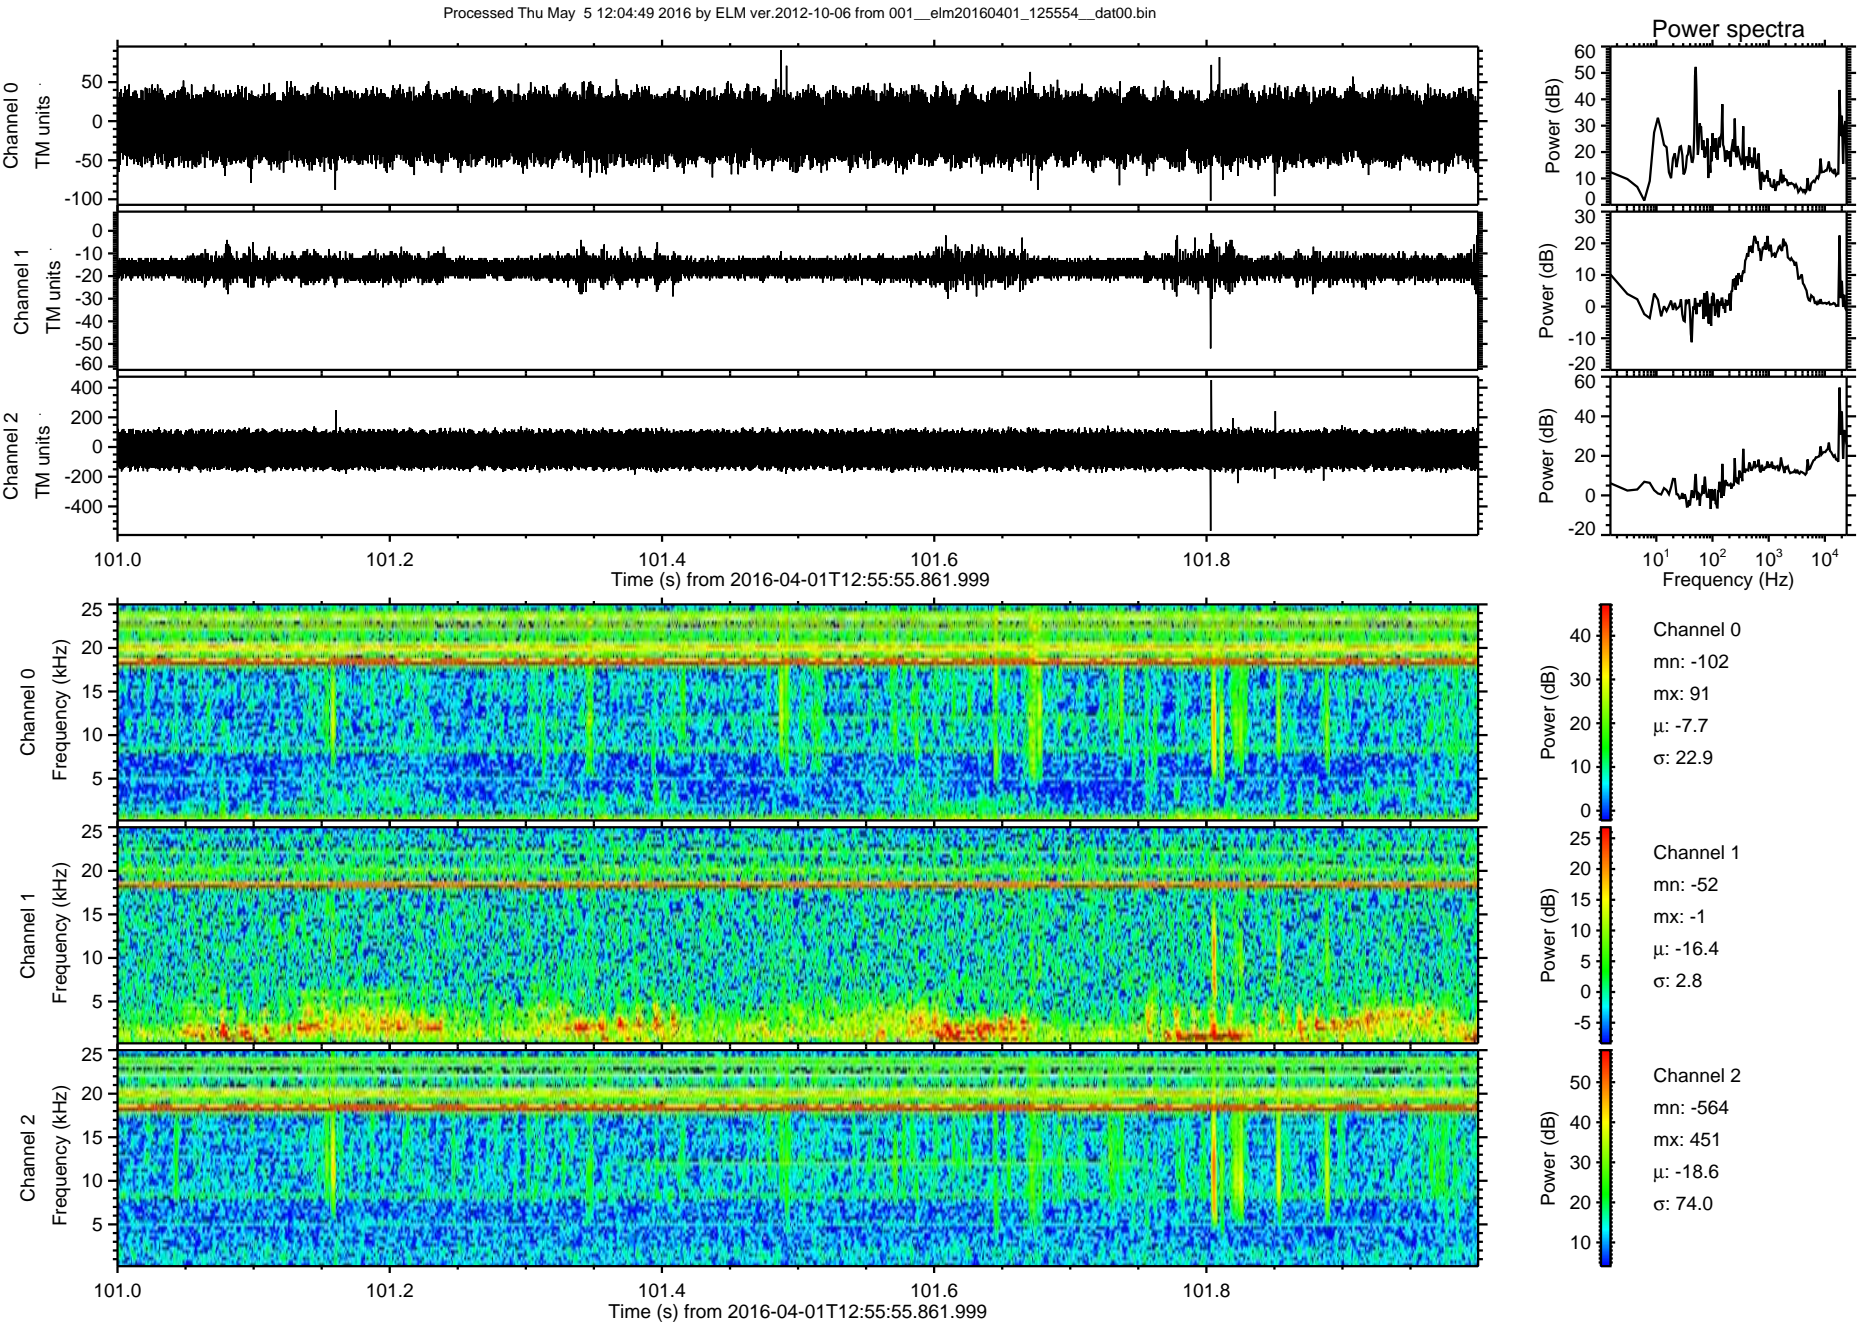 Processed Thu May  5 12:04:49 2016 by ELM ver.2012-10-06 from 001__elm20160401_125554__dat00.bin
Power spectra
Channel 0
TM units
50
0
-50
-100
Power (dB)
60
50
40
30
20
10
0
Channel 1
TM units
0
-10
-20
-30
-40
-50
-60
Power (dB)
30
20
10
0
-10
-20
Channel 2
TM units
400
200
0
-200
-400
Power (dB)
60
40
20
0
-20
101.0 101.2 101.4 101.6 101.8
Time (s) from 2016-04-01T12:55:55.861.999
10^1 10^2 10^3 10^4
Frequency (Hz)
Channel 0
Frequency (kHz)
25
20
15
10
5
Power (dB)
40
30
20
10
0
Channel 0
mn: -102
mx: 91
μ: -7.7
σ: 22.9
Channel 1
Frequency (kHz)
25
20
15
10
5
Power (dB)
25
20
15
10
5
0
-5
Channel 1
mn: -52
mx: -1
μ: -16.4
σ: 2.8
Channel 2
Frequency (kHz)
25
20
15
10
5
Power (dB)
50
40
30
20
10
Channel 2
mn: -564
mx: 451
μ: -18.6
σ: 74.0
101.0 101.2 101.4 101.6 101.8
Time (s) from 2016-04-01T12:55:55.861.999